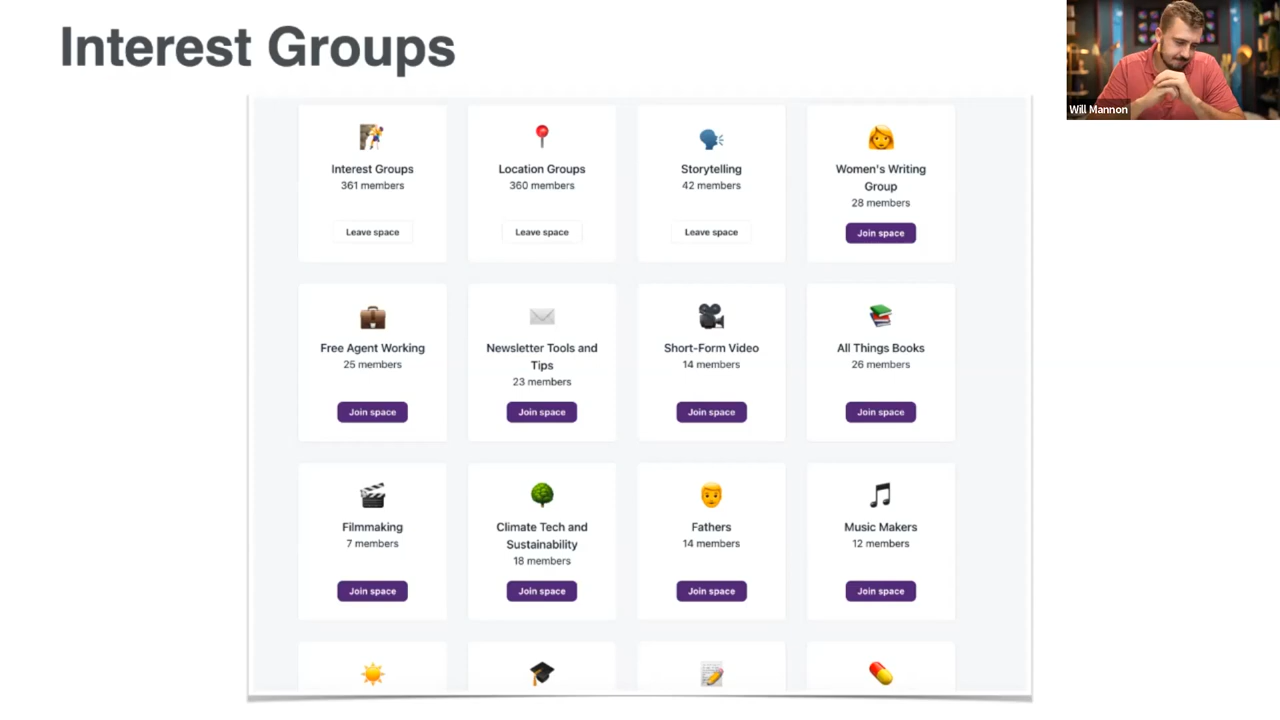 Interest Groups
Will Mannon
Interest Groups
361 members
Leave space
Location Groups
360 members
Leave space
Storytelling
42 members
Leave space
Women's Writing
Group
28 members
Join space
Free Agent Working
25 members
Join space
Newsletter Tools and
Tips
23 members
Join space
Short-Form Video
14 members
Join space
All Things Books
26 members
Join space
Filmmaking
7 members
Join space
Climate Tech and
Sustainability
18 members
Join space
Fathers
14 members
Join space
Music Makers
12 members
Join space